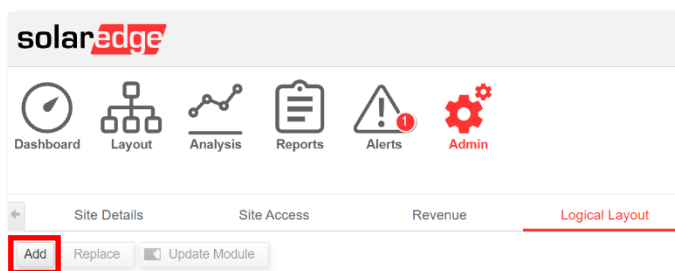 solaredge
1
Dashboard Layout Analysis Reports Alerts Admin
Site Details Site Access Revenue Logical Layout
Add Replace Update Module